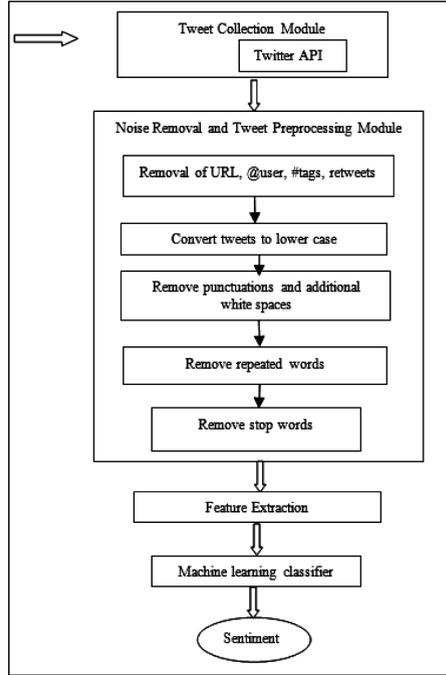 Tweet Collection Module
Twitter API
Noise Removal and Tweet Preprocessing Module
Removal of URL, @user, #tags, retweets
Convert tweets to lower case
Remove punctuations and additional
white spaces
Remove repeated words
Remove stop words
Feature Extraction
Machine learning classifier
Sentiment